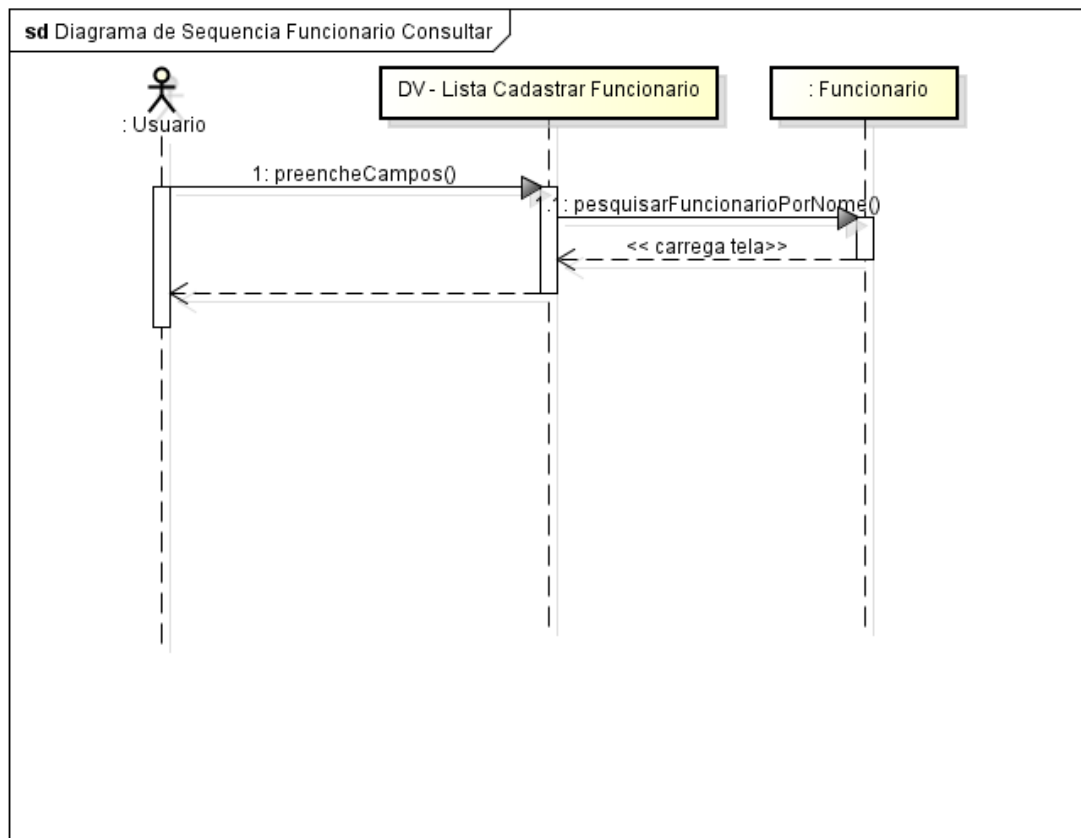 sd Diagrama de Sequencia Funcionario Consultar
: Usuario
DV - Lista Cadastrar Funcionario
: Funcionario
1: preencheCampos()
1.1: pesquisarFuncionarioPorNome()
<< carrega tela>>